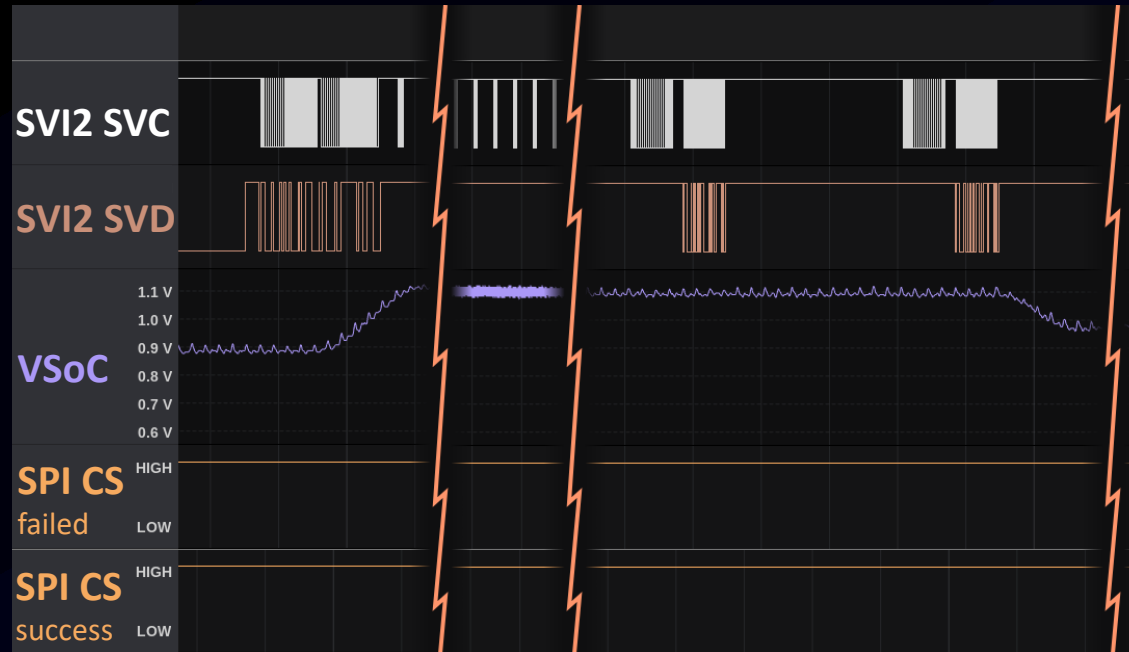 SVI2 SVC
SVI2 SVD
1.1 V
1.0 V
0.9 V
VSoC
0.8 V
0.7 V
0.6 V
SPI CS HIGH
failed LOW
SPI CS HIGH
success LOW